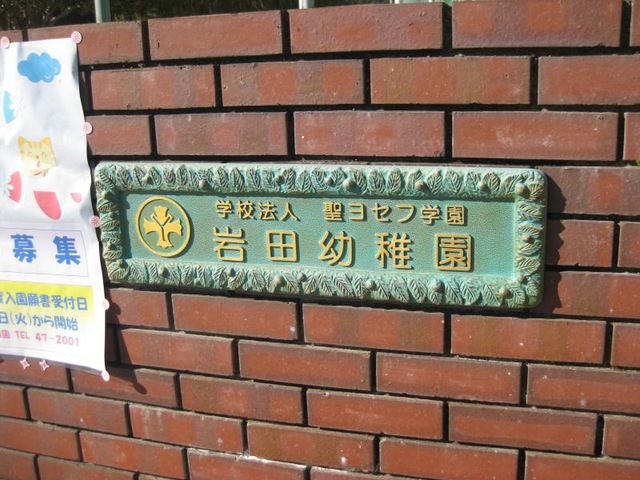 学校法人 聖ヨセフ学園
岩田幼稚園
募集
入園願書受付日
日(火)から開始
園 TEL 47-2001